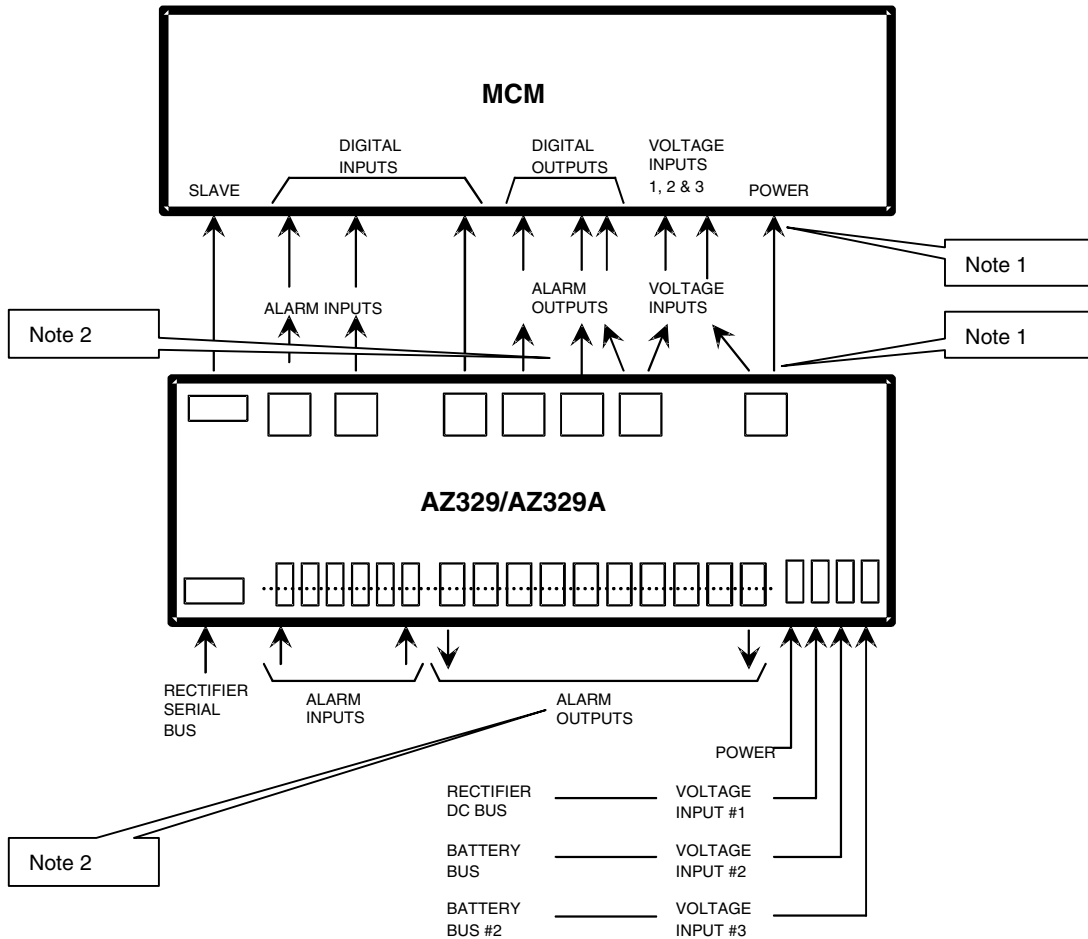 MCM
DIGITAL
INPUTS
DIGITAL
OUTPUTS
VOLTAGE
INPUTS
1, 2 & 3
SLAVE
POWER
Note 1
ALARM INPUTS
ALARM
OUTPUTS
VOLTAGE
INPUTS
Note 2
Note 1
AZ329/AZ329A
RECTIFIER
SERIAL
BUS
ALARM
INPUTS
ALARM
OUTPUTS
POWER
RECTIFIER
DC BUS
VOLTAGE
INPUT #1
Note 2
BATTERY
BUS
VOLTAGE
INPUT #2
BATTERY
BUS #2
VOLTAGE
INPUT #3